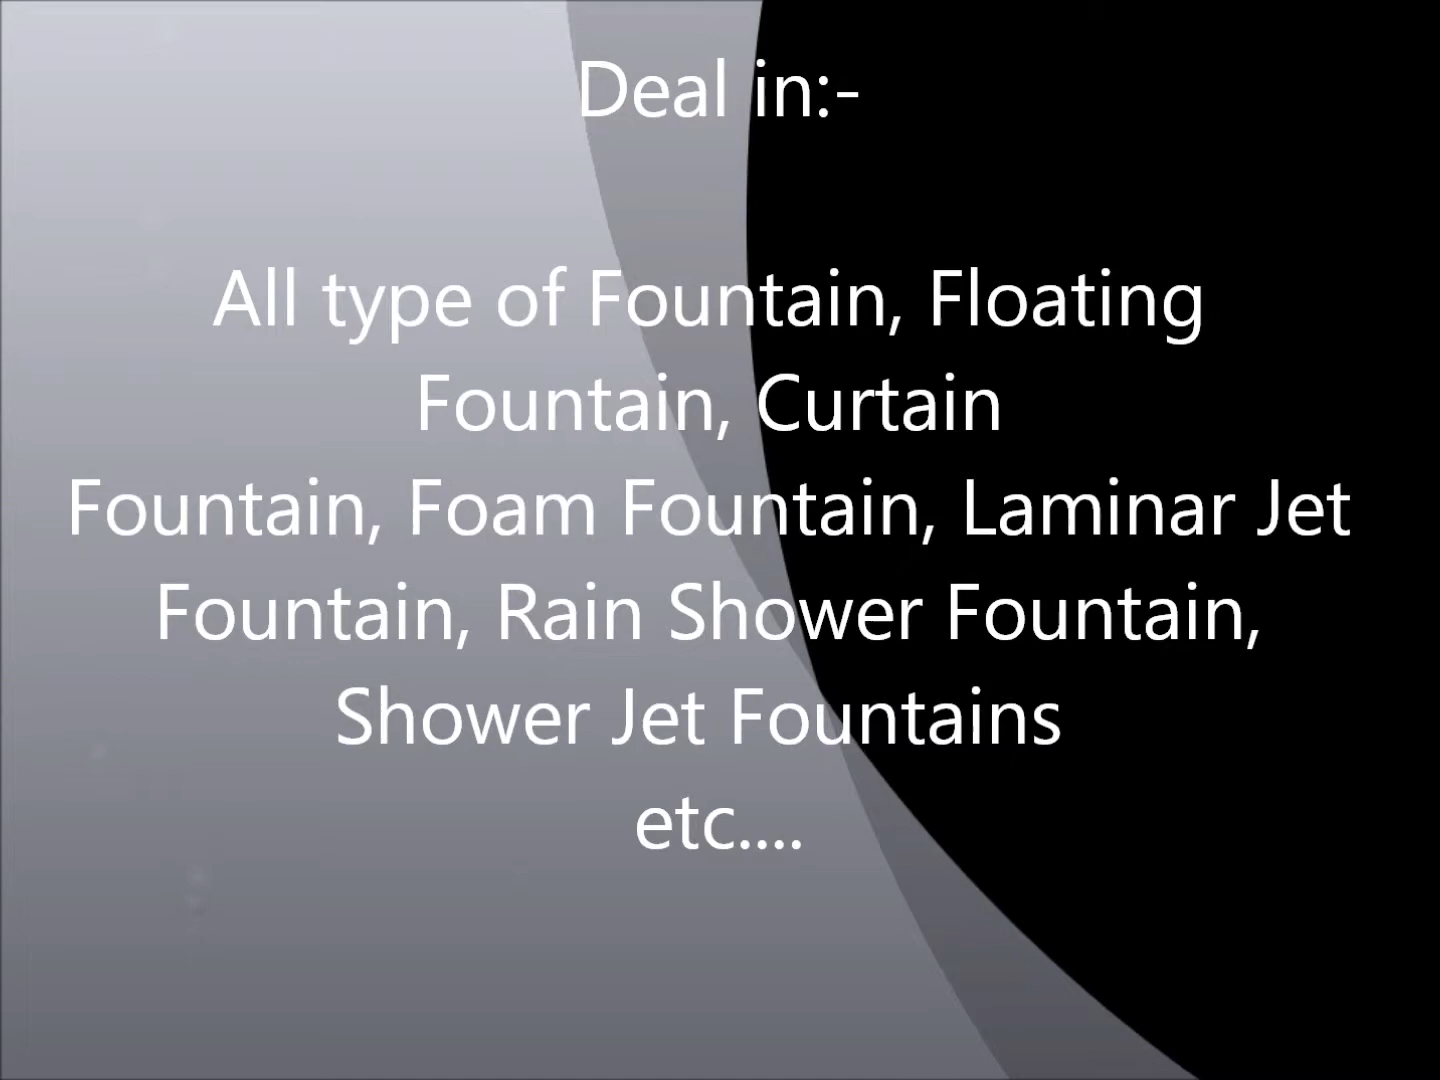 Deal in:-
All type of Fountain, Floating
Fountain, Curtain
Fountain, Foam Fountain, Laminar Jet
Fountain, Rain Shower Fountain,
Shower Jet Fountains
etc....